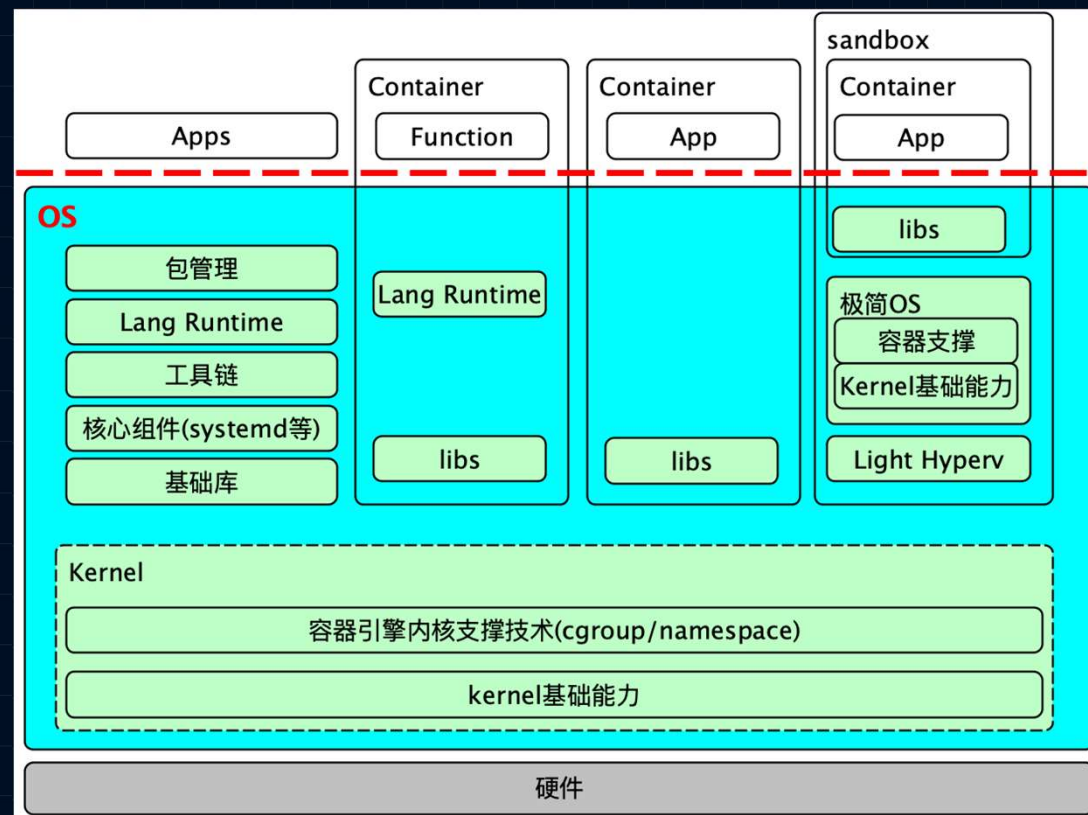 sandbox
Container
Container
Container
Apps
Function
App
App
OS
包管理
Lang Runtime
工具链
核心组件(systemd等)
基础库
Lang Runtime
libs
libs
libs
极简OS
容器支撑
Kernel基础能力
Light Hyperv
Kernel
容器引擎内核支撑技术(cgroup/namespace)
kernel基础能力
硬件